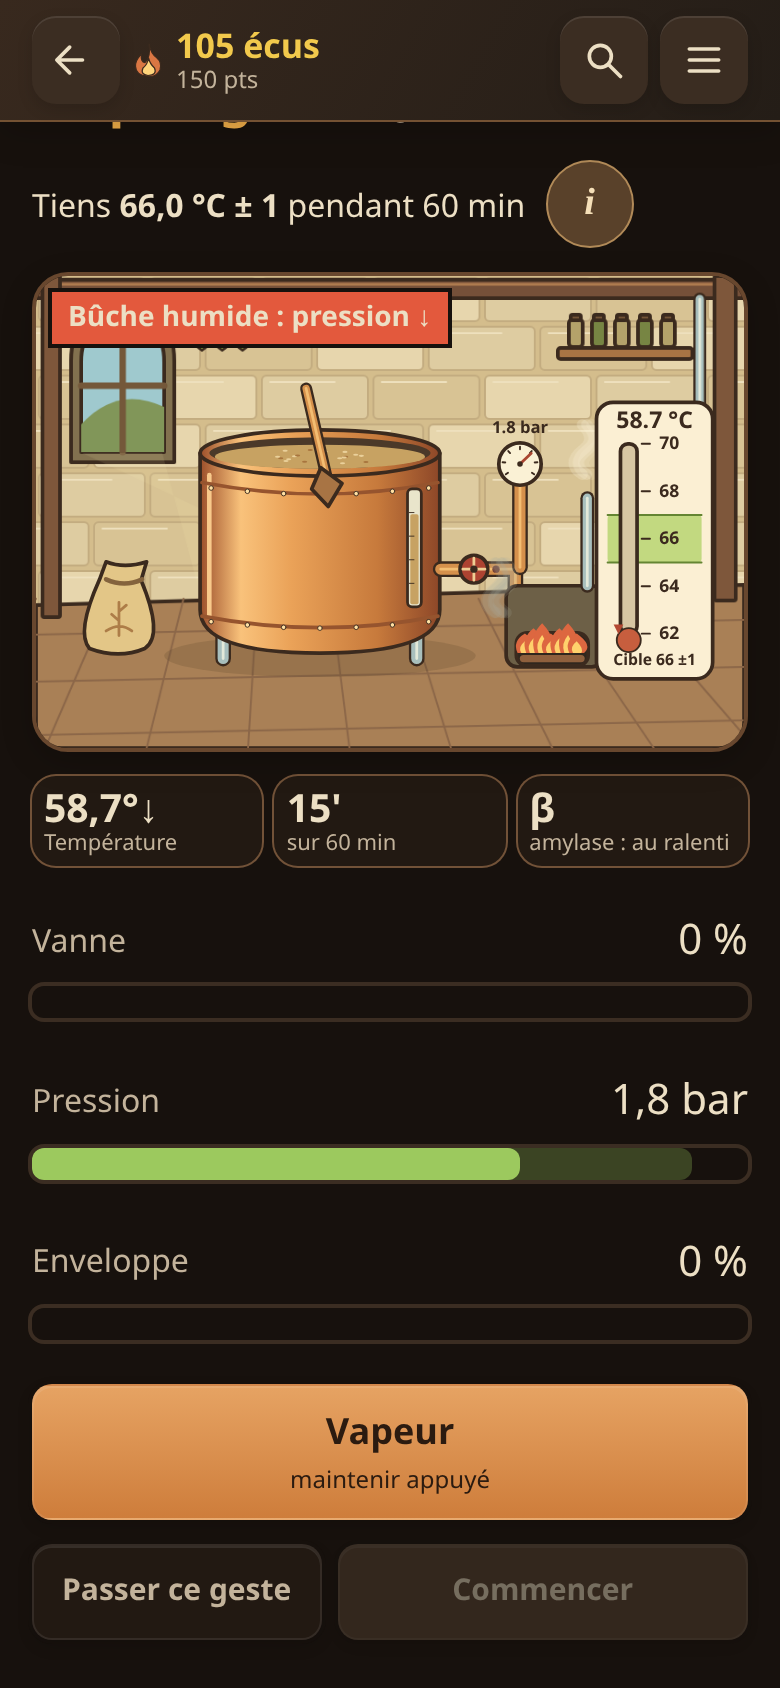 105 écus
150 pts
Tiens 66,0 °C ± 1 pendant 60 min
i
Bûche humide : pression ↓
1.8 bar
58.7 °C
70
68
66
64
62
Cible 66 ±1
58,7°↓
Température
15'
sur 60 min
β
amylase : au ralenti
Vanne
0 %
Pression
1,8 bar
Enveloppe
0 %
Vapeur
maintenir appuyé
Passer ce geste
Commencer